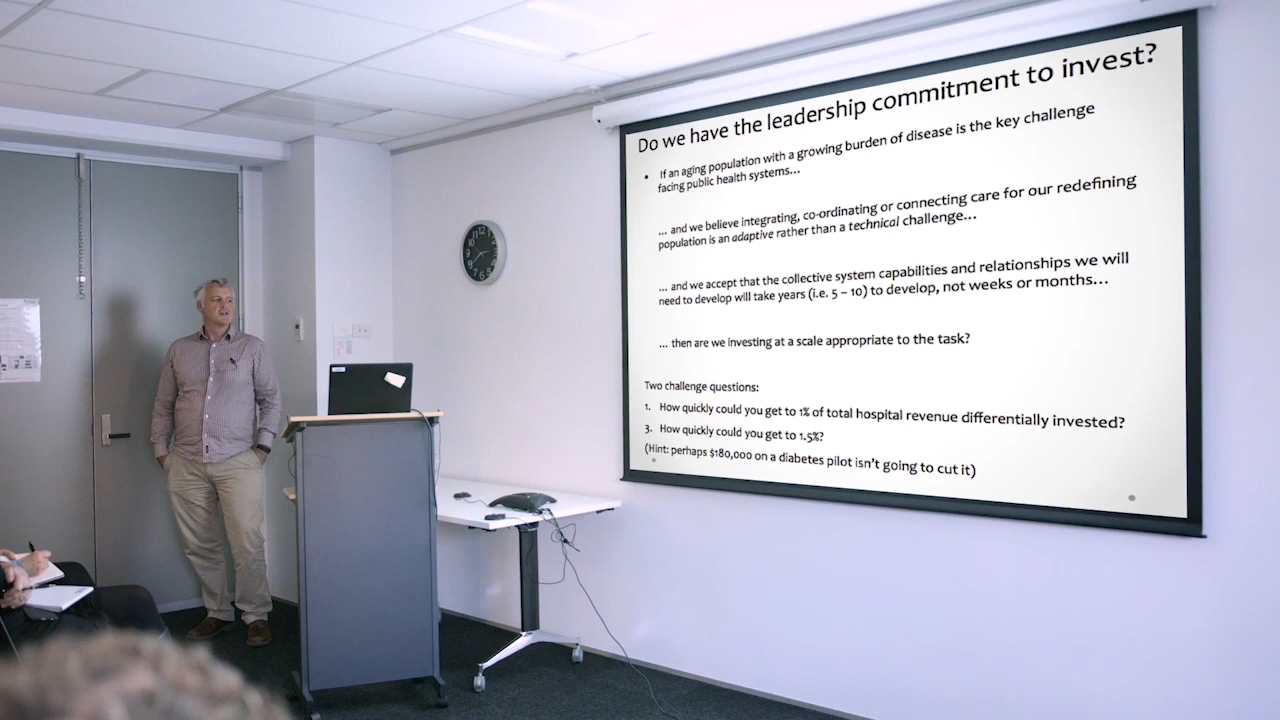 Do we have the leadership commitment to invest?
• If an aging population with a growing burden of disease is the key challenge
facing public health systems...
... and we believe integrating, co-ordinating or connecting care for our redefining
population is an adaptive rather than a technical challenge...
... and we accept that the collective system capabilities and relationships we will
need to develop will take years (i.e. 5 – 10) to develop, not weeks or months...
... then are we investing at a scale appropriate to the task?
Two challenge questions:
1. How quickly could you get to 1% of total hospital revenue differentially invested?
3. How quickly could you get to 1.5%?
(Hint: perhaps $180,000 on a diabetes pilot isn't going to cut it)